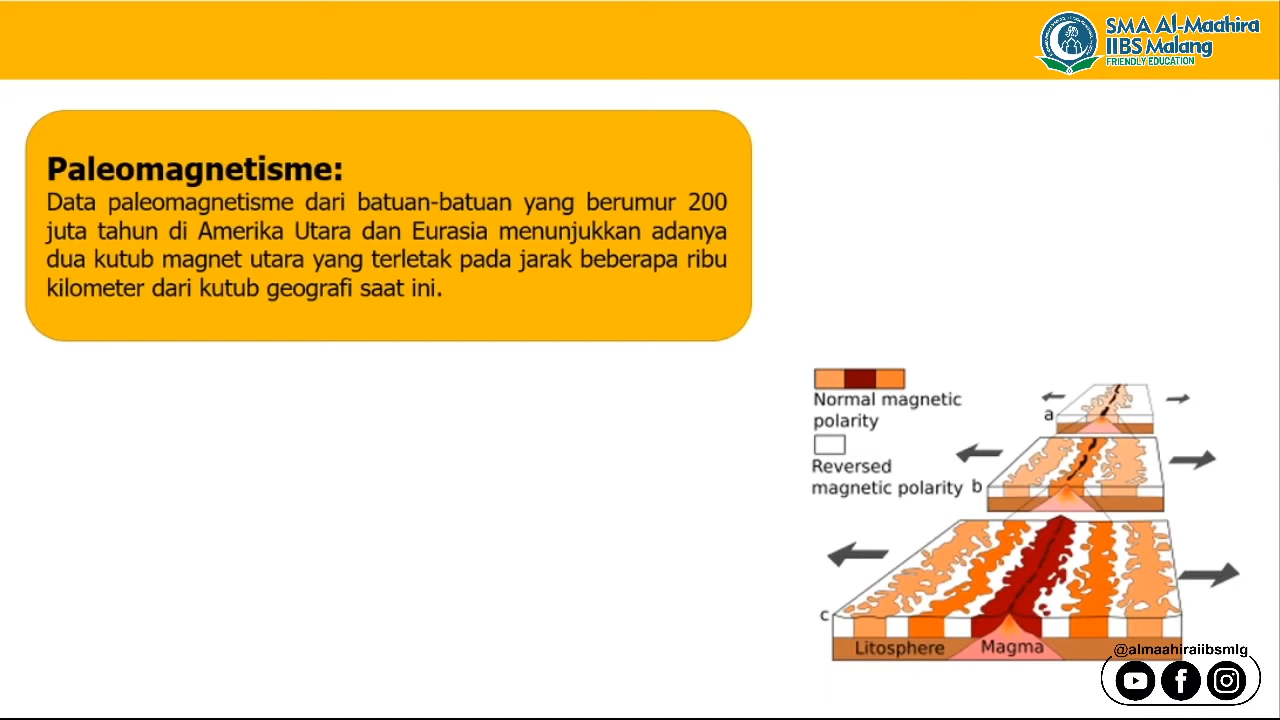 SMA Al-Maahira
IIBS Malang
FRIENDLY EDUCATION
Paleomagnetisme:
Data paleomagnetisme dari batuan-batuan yang berumur 200
juta tahun di Amerika Utara dan Eurasia menunjukkan adanya
dua kutub magnet utara yang terletak pada jarak beberapa ribu
kilometer dari kutub geografi saat ini.
Normal magnetic
polarity
Reversed
magnetic polarity
a
b
c
Litosphere
Magma
@almaahiraiibsmlg